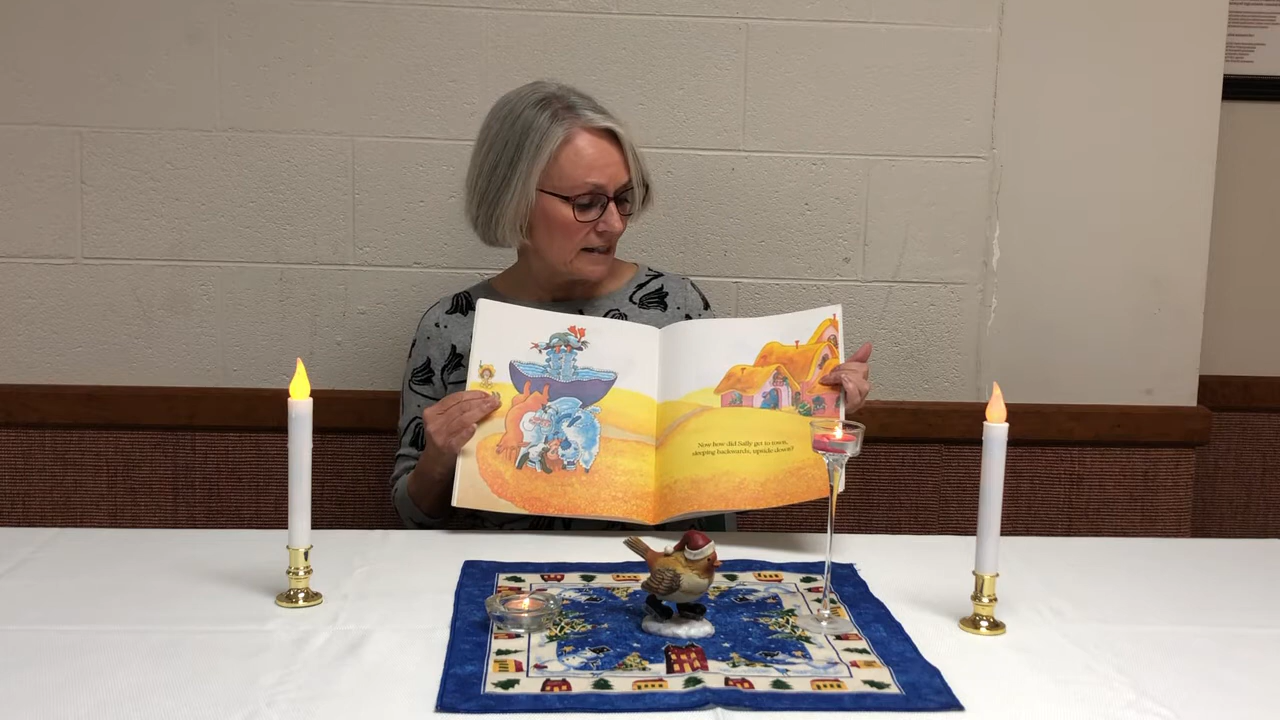 Now how did Sally get to town,
sleeping backwards, upside down?